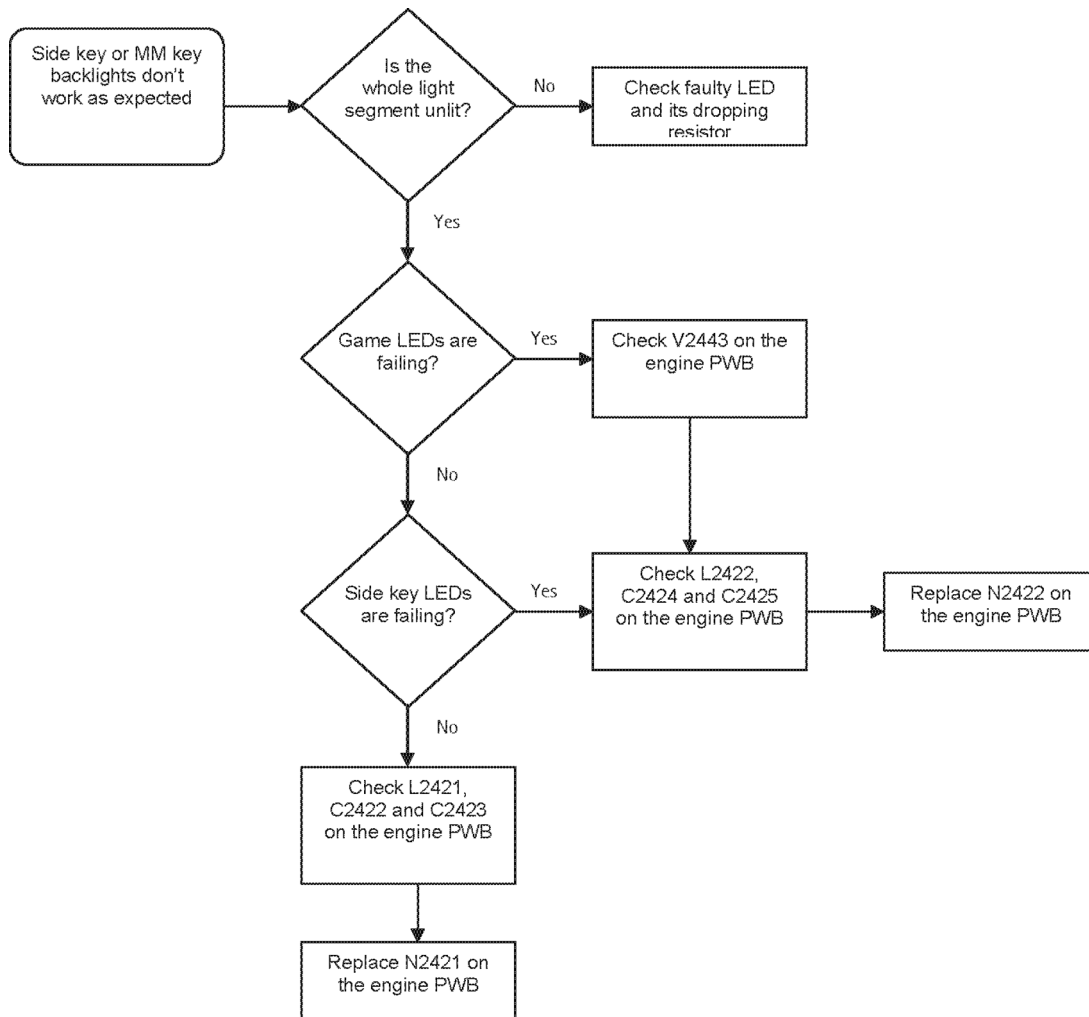 Side key or MM key
backlights don't
work as expected
Is the
whole light
segment unlit?
No
Check faulty LED
and its dropping
resistor
Yes
Game LEDs are
failing?
Yes
Check V2443 on the
engine PWB
No
Side key LEDs
are failing?
Yes
Check L2422,
C2424 and C2425
on the engine PWB
Replace N2422 on
the engine PWB
No
Check L2421,
C2422 and C2423
on the engine PWB
Replace N2421 on
the engine PWB